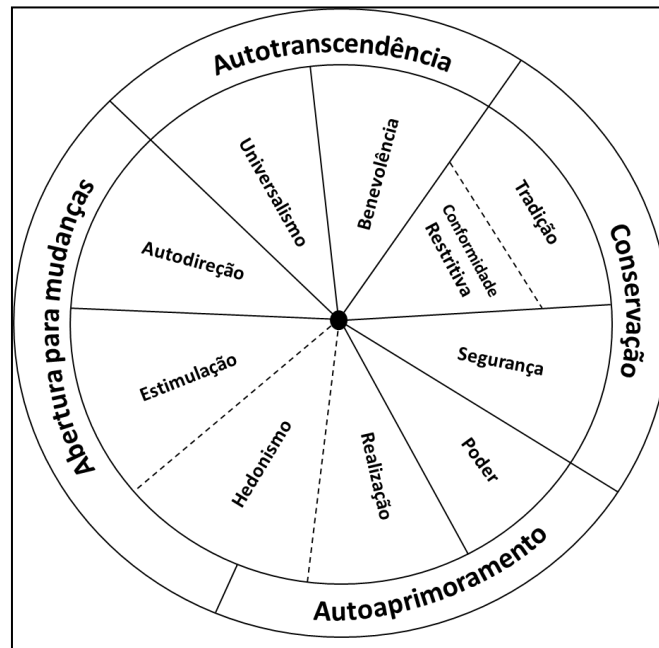 Autotranscendência
Universalismo
Benevolência
Conformidade
Restritiva
Tradição
Conservação
Abertura para mudanças
Autodireção
Estimulação
Segurança
Hedonismo
Realização
Poder
Autoaprimoramento